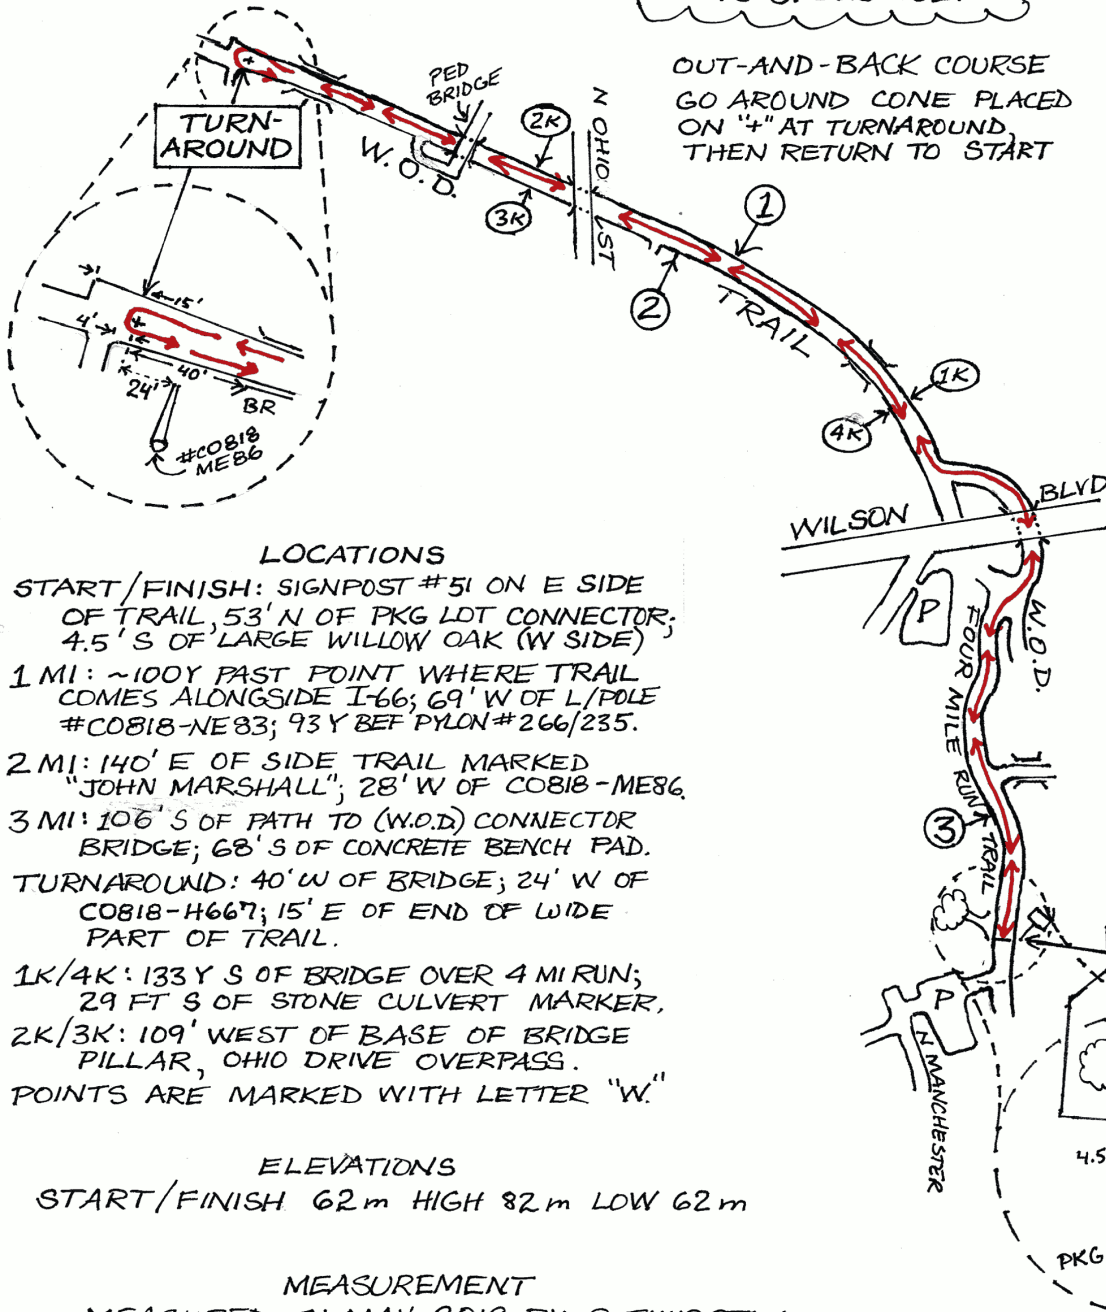 OUT-AND-BACK COURSE
GO AROUND CONE PLACED
ON "+" AT TURNAROUND,
THEN RETURN TO START
TURN-
AROUND
PED
BRIDGE
W.O.D.
2K
3K
N OHIO ST
1
2
TRAIL
1K
4K
15'
4'
40'
24'
BR
#C0818
ME86
WILSON
BLVD
P
W.O.D.
FOUR MILE RUN TRAIL
3
P
N MANCHESTER
4.5
PKG
LOCATIONS
START/FINISH: SIGNPOST #51 ON E SIDE
OF TRAIL, 53' N OF PKG LOT CONNECTOR;
4.5'S OF LARGE WILLOW OAK (W SIDE)
1 MI: ~100Y PAST POINT WHERE TRAIL
COMES ALONGSIDE I-66; 69' W OF L/POLE
#C0818-NE83; 93 Y BEF PYLON #266/235.
2 MI: 140' E OF SIDE TRAIL MARKED
"JOHN MARSHALL"; 28' W OF C0818-ME86.
3 MI: 106' S OF PATH TO (W.O.D) CONNECTOR
BRIDGE; 68' S OF CONCRETE BENCH PAD.
TURNAROUND: 40' W OF BRIDGE; 24' W OF
C0818-H667; 15' E OF END OF WIDE
PART OF TRAIL.
1K/4K: 133 Y S OF BRIDGE OVER 4 MI RUN;
29 FT S OF STONE CULVERT MARKER.
2K/3K: 109' WEST OF BASE OF BRIDGE
PILLAR, OHIO DRIVE OVERPASS.
POINTS ARE MARKED WITH LETTER "W."
ELEVATIONS
START/FINISH 62m HIGH 82m LOW 62m
MEASUREMENT